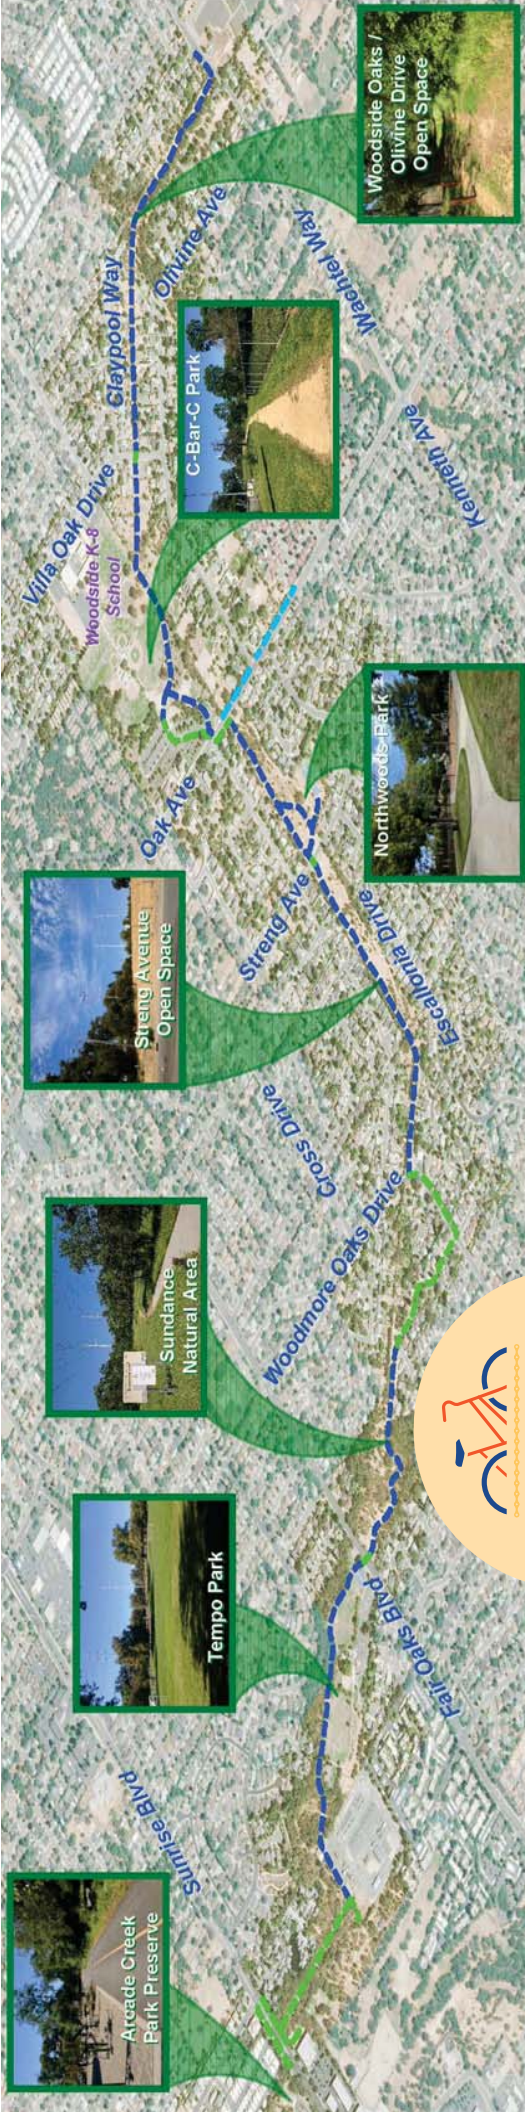 Arcade Creek
Park Preserve
Sunrise Blvd
Tempo Park
Fair Oaks Blvd
Sundance
Natural Area
Woodmore Oaks Drive
Cross Drive
Streng Avenue
Open Space
Escallonia Drive
Streng Ave
Northwoods Park
Oak Ave
C-Bar-C Park
Villa Oak Drive
Woodside K-8
School
Kenneth Ave
Claypool Way
Olivine Ave
Wachtel Way
Woodside Oaks /
Olivine Drive
Open Space